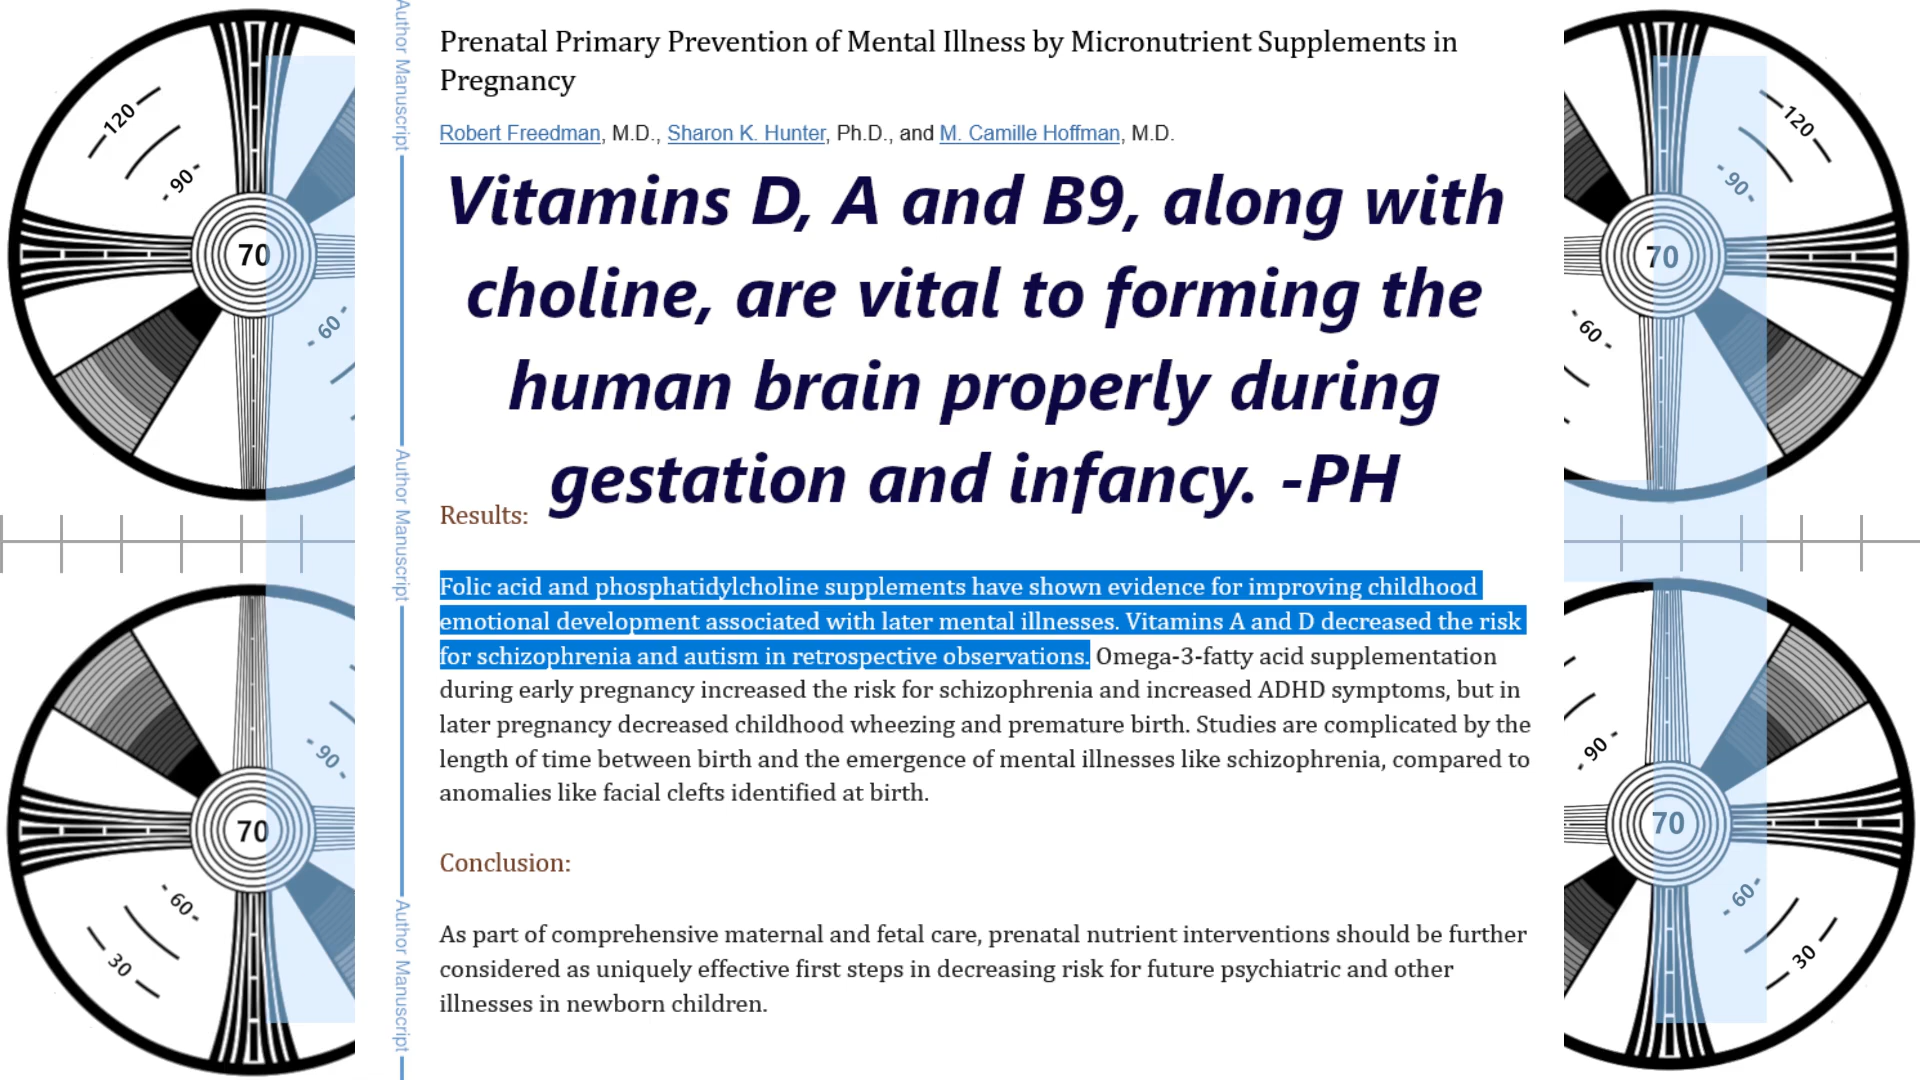 Prenatal Primary Prevention of Mental Illness by Micronutrient Supplements in
Pregnancy
Robert Freedman, M.D., Sharon K. Hunter, Ph.D., and M. Camille Hoffman, M.D.
Vitamins D, A and B9, along with
choline, are vital to forming the
human brain properly during
gestation and infancy. -PH
Results:
Folic acid and phosphatidylcholine supplements have shown evidence for improving childhood
emotional development associated with later mental illnesses. Vitamins A and D decreased the risk
for schizophrenia and autism in retrospective observations. Omega-3-fatty acid supplementation
during early pregnancy increased the risk for schizophrenia and increased ADHD symptoms, but in
later pregnancy decreased childhood wheezing and premature birth. Studies are complicated by the
length of time between birth and the emergence of mental illnesses like schizophrenia, compared to
anomalies like facial clefts identified at birth.
Conclusion:
As part of comprehensive maternal and fetal care, prenatal nutrient interventions should be further
considered as uniquely effective first steps in decreasing risk for future psychiatric and other
illnesses in newborn children.
Author Manuscript
Author Manuscript
Author Manuscript
120
- 90 -
70
- 60 -
- 90 -
70
- 60 -
30
120
- 90 -
70
- 60 -
- 90 -
70
- 60 -
30